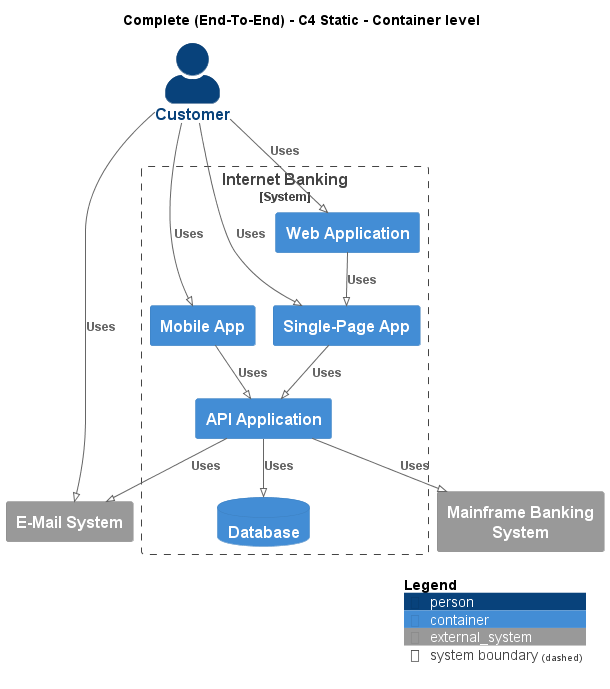 Complete (End-To-End) - C4 Static - Container level
Customer
Uses
Internet Banking
[System]
Web Application
Uses
Uses
Uses
Uses
Mobile App
Single-Page App
Uses
Uses
API Application
Uses
Uses
Uses
E-Mail System
Database
Mainframe Banking
System
Legend
person
container
external_system
system boundary (dashed)